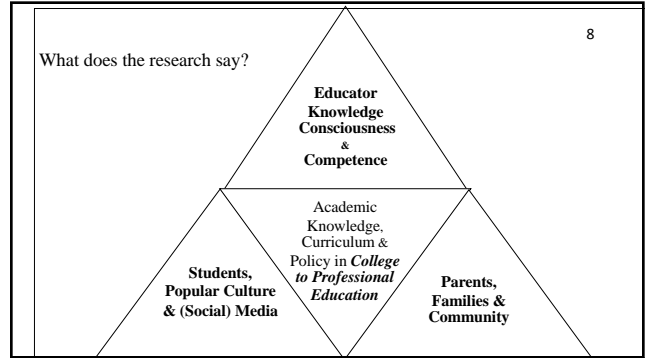 8
What does the research say?
Educator
Knowledge
Consciousness
&
Competence
Academic
Knowledge,
Curriculum &
Policy in College
to Professional
Education
Students,
Popular Culture
& (Social) Media
Parents,
Families &
Community